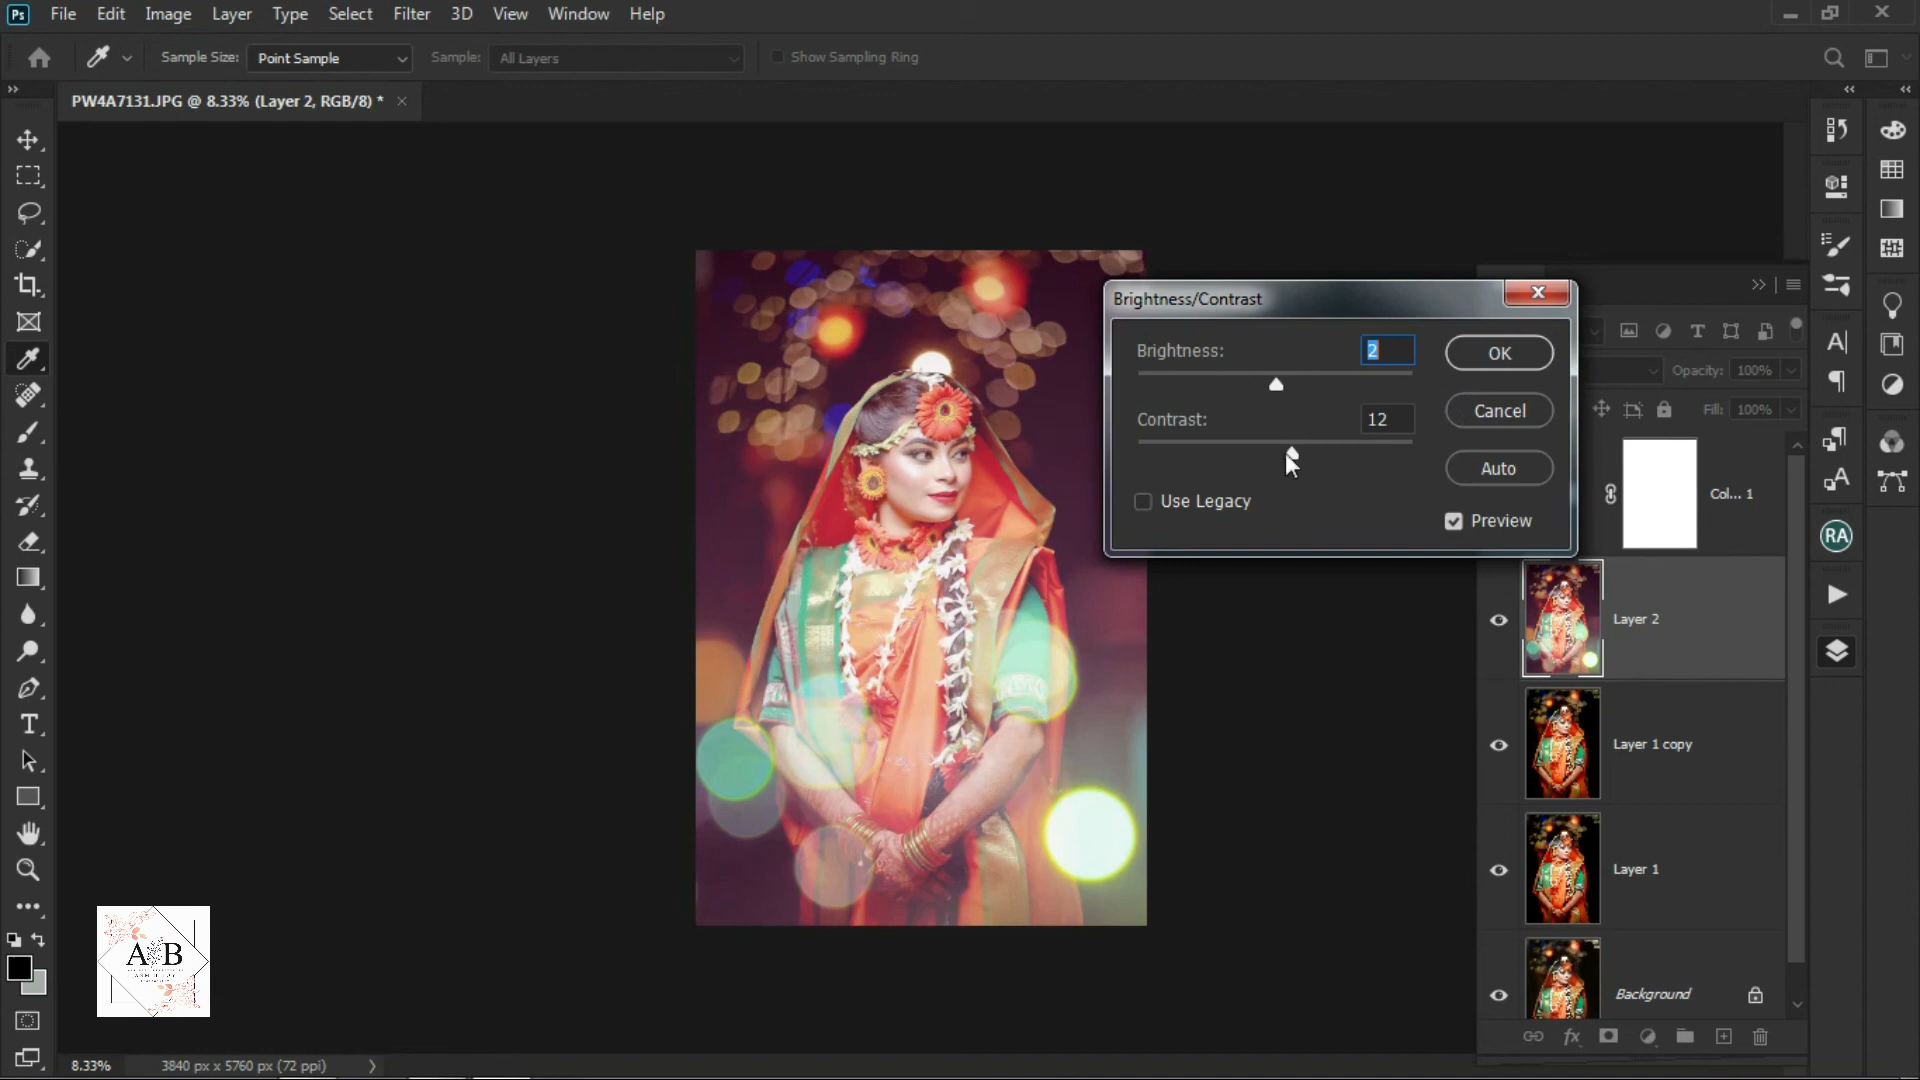 Ps File Edit Image Layer Type Select Filter 3D View Window Help
Sample Size: Point Sample Sample: All Layers Show Sampling Ring
PW4A7131.JPG @ 8.33% (Layer 2, RGB/8) *
Brightness/Contrast
Brightness: 2
OK
Contrast: 12
Cancel
Auto
Use Legacy
Preview
Opacity: 100%
Fill: 100%
Col... 1
RA
Layer 2
Layer 1 copy
Layer 1
Background
A B
8.33% 3840 px x 5760 px (72 ppi)